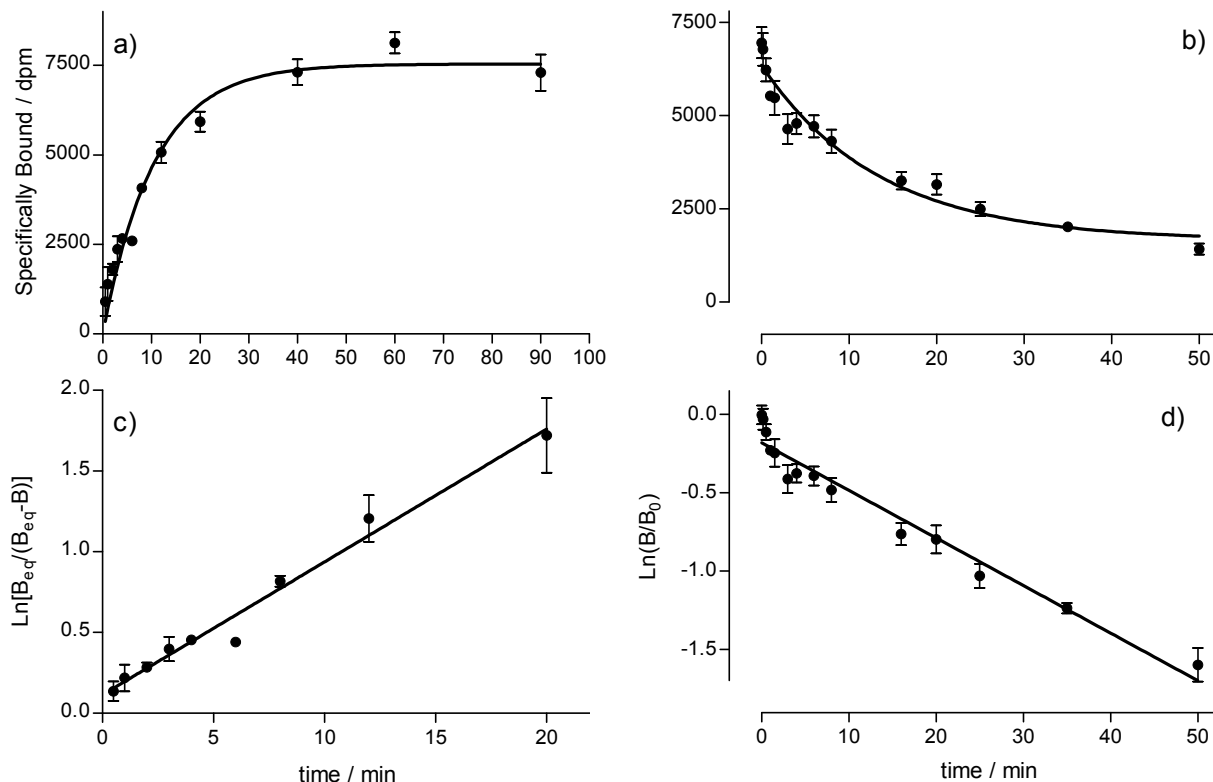 a)
Specifically Bound / dpm
7500
5000
2500
0
0 10 20 30 40 50 60 70 80 90 100
b)
7500
5000
2500
0
0 10 20 30 40 50
c)
Ln[Beq/(Beq-B)]
2.0
1.5
1.0
0.5
0.0
0 5 10 15 20
time / min
d)
Ln(B/B0)
0.0
-0.5
-1.0
-1.5
0 10 20 30 40 50
time / min